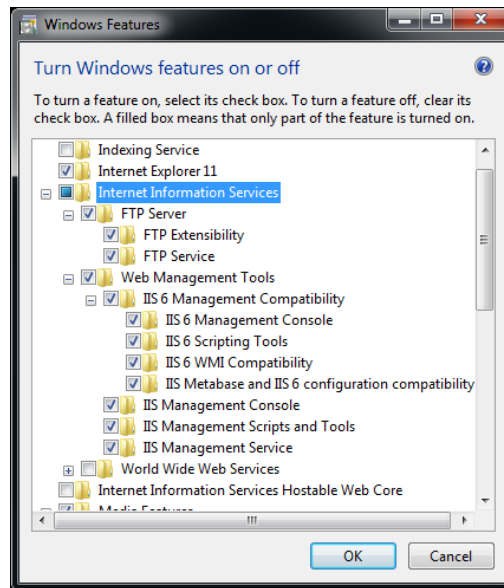 Windows Features
Turn Windows features on or off
To turn a feature on, select its check box. To turn a feature off, clear its
check box. A filled box means that only part of the feature is turned on.
Indexing Service
Internet Explorer 11
Internet Information Services
FTP Server
FTP Extensibility
FTP Service
Web Management Tools
IIS 6 Management Compatibility
IIS 6 Management Console
IIS 6 Scripting Tools
IIS 6 WMI Compatibility
IIS Metabase and IIS 6 configuration compatibility
IIS Management Console
IIS Management Scripts and Tools
IIS Management Service
World Wide Web Services
Internet Information Services Hostable Web Core
Media Features
OK
Cancel